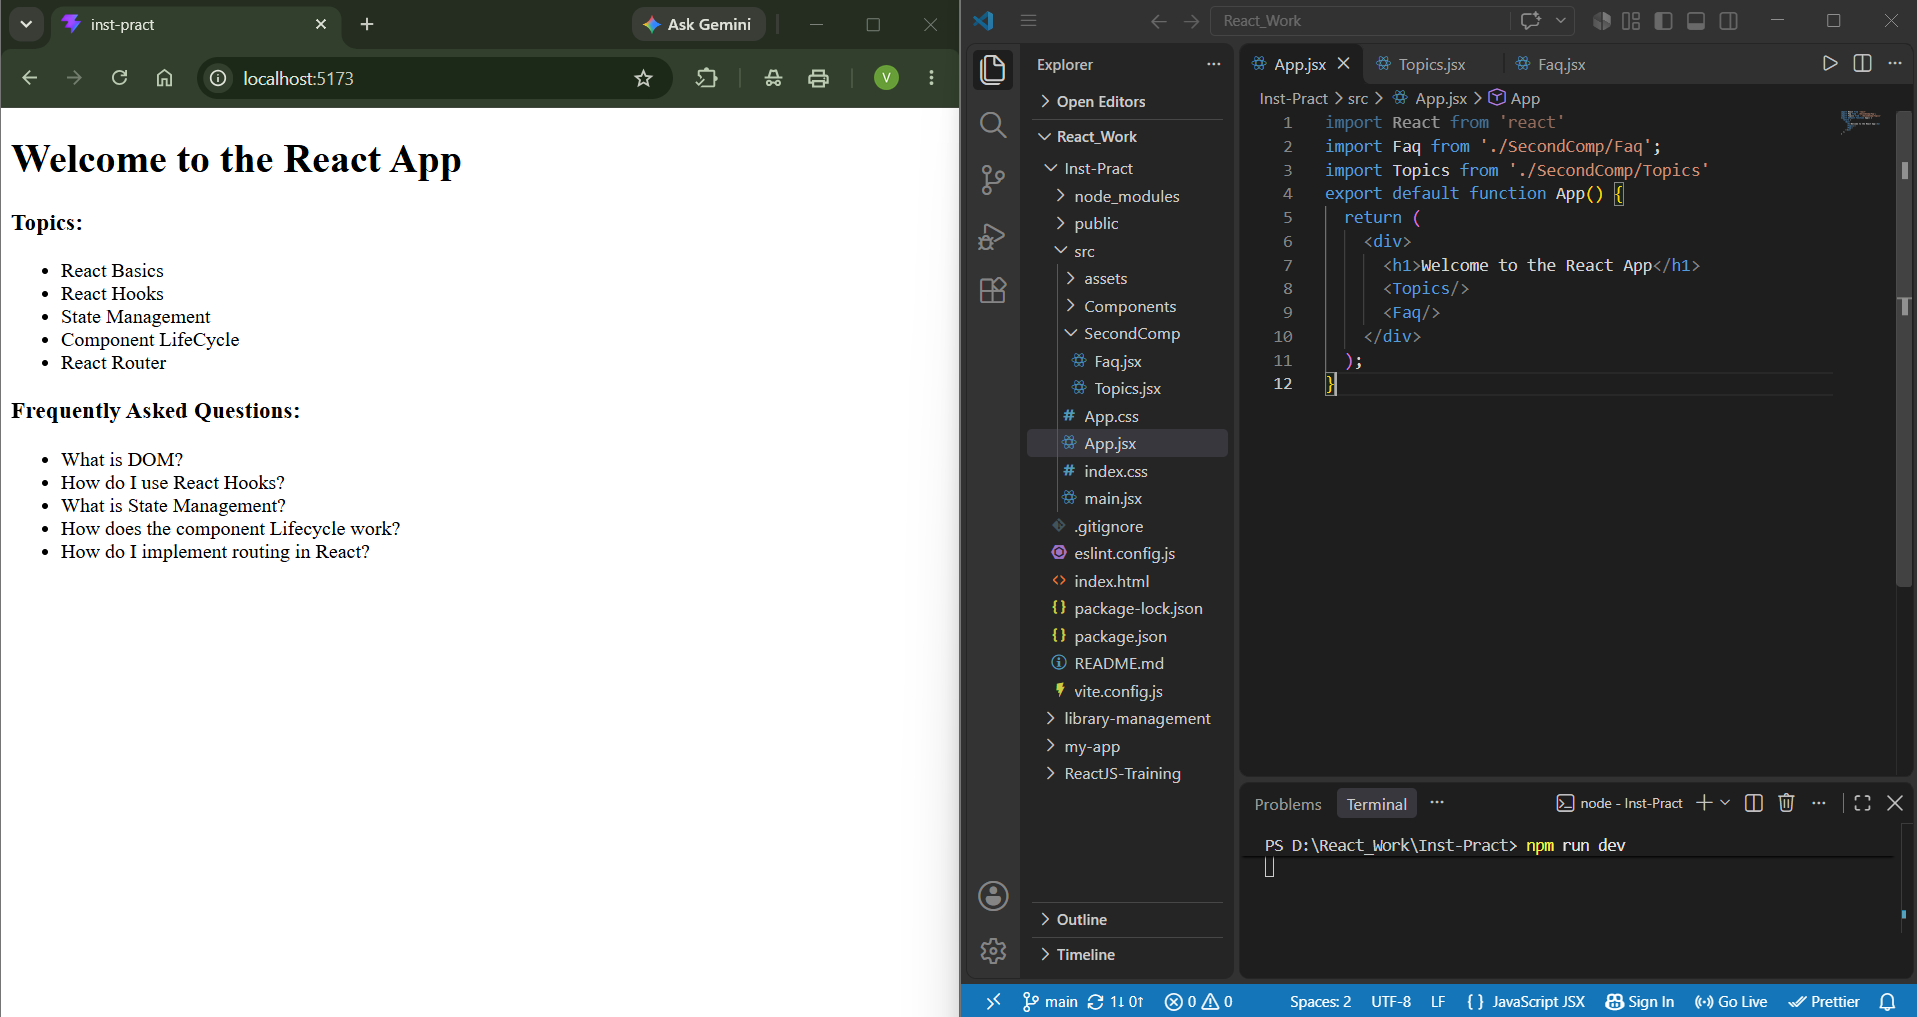 inst-pract
Ask Gemini
localhost:5173
V
Welcome to the React App
Topics:
React Basics
React Hooks
State Management
Component LifeCycle
React Router
Frequently Asked Questions:
What is DOM?
How do I use React Hooks?
What is State Management?
How does the component Lifecycle work?
How do I implement routing in React?
React_Work
Explorer
Open Editors
React_Work
Inst-Pract
node_modules
public
src
assets
Components
SecondComp
Faq.jsx
Topics.jsx
App.css
App.jsx
index.css
main.jsx
.gitignore
eslint.config.js
index.html
package-lock.json
package.json
README.md
vite.config.js
library-management
my-app
ReactJS-Training
Outline
Timeline
App.jsx Topics.jsx Faq.jsx
Inst-Pract > src > App.jsx > App
1 import React from 'react'
2 import Faq from './SecondComp/Faq';
3 import Topics from './SecondComp/Topics'
4 export default function App() {
5 return (
6 <div>
7 <h1>Welcome to the React App</h1>
8 <Topics/>
9 <Faq/>
10 </div>
11 );
12 }
Problems Terminal node - Inst-Pract
PS D:\React_Work\Inst-Pract> npm run dev
main 1↓ 0↑ 0 0 Spaces: 2 UTF-8 LF {} JavaScript JSX Sign In Go Live Prettier